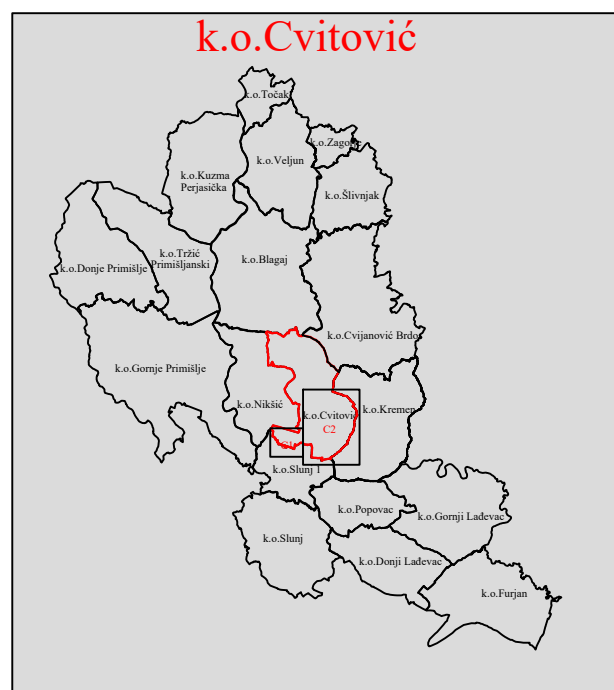 k.o.Cvitović
k.o.Točak
k.o.Zagorje
k.o.Veljun
k.o.Kuzma
Perjasička
k.o.Šlivnjak
k.o.Tržić
Primišljanski
k.o.Blagaj
k.o.Donje Primišlje
k.o.Cvijanović Brdo
k.o.Gornje Primišlje
k.o.Nikšić
k.o.Kremen
k.o.Cvitović
C2
C1
k.o.Slunj 1
k.o.Popovac
k.o.Gornji Lađevac
k.o.Slunj
k.o.Donji Lađevac
k.o.Furjan